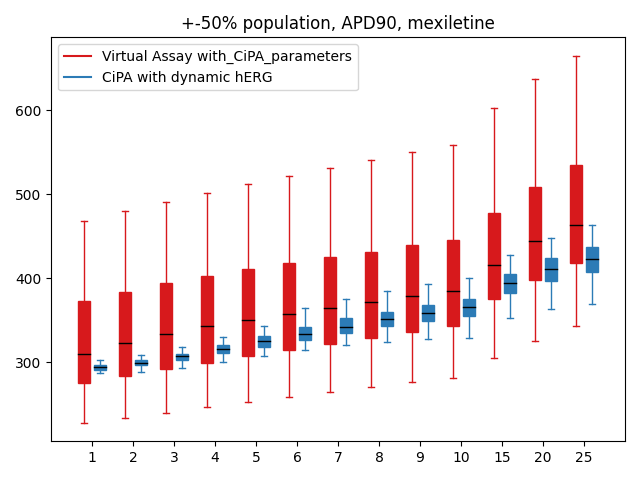 +-50% population, APD90, mexiletine
Virtual Assay with_CiPA_parameters
CiPA with dynamic hERG
600
500
400
300
1 2 3 4 5 6 7 8 9 10 15 20 25